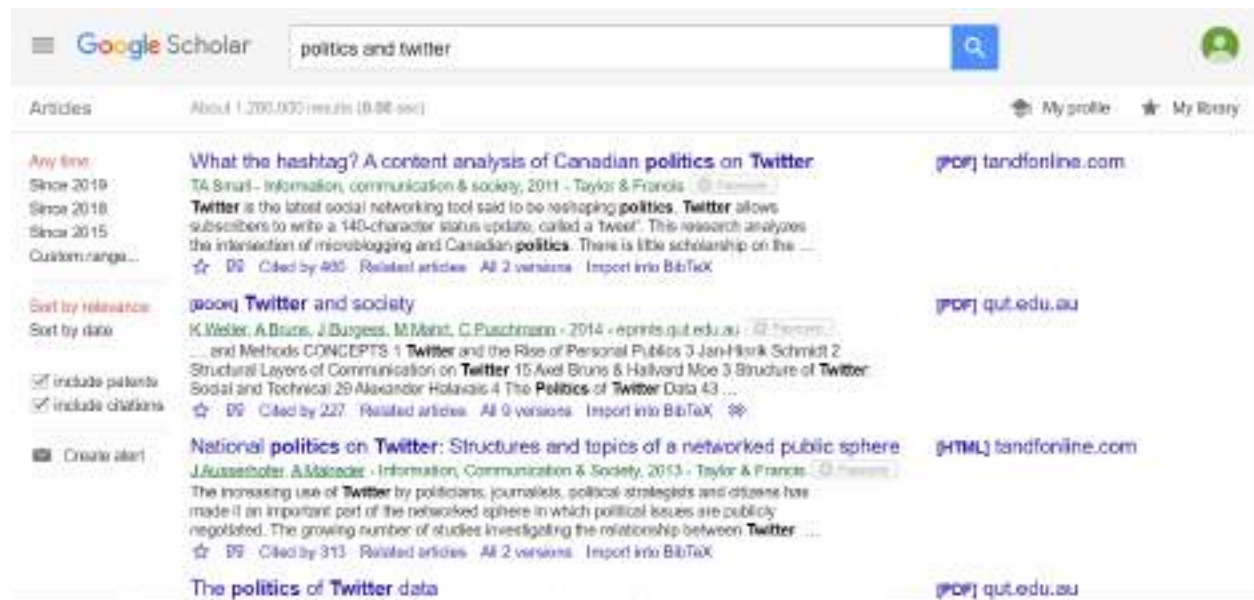 Google Scholar
politics and twitter
Articles
About 1,200,000 results (0.06 sec)
My profile
My library
Any time
Since 2019
Since 2018
Since 2015
Custom range...
Sort by relevance
Sort by date
include patents
include citations
Create alert
What the hashtag? A content analysis of Canadian politics on Twitter
TA Small - Information, communication & society, 2011 - Taylor & Francis
Twitter is the latest social networking tool said to be reshaping politics. Twitter allows
subscribers to write a 140-character status update, called a 'tweet'. This research analyzes
the intersection of microblogging and Canadian politics. There is little scholarship on the ...
Cited by 466 Related articles All 2 versions Import into BibTeX
[PDF] tandfonline.com
[BOOK] Twitter and society
K Weller, A Bruns, J Burgess, M Mahrt, C Puschmann - 2014 - eprints.qut.edu.au
... and Methods CONCEPTS 1 Twitter and the Rise of Personal Publics 3 Jan-Hinrik Schmidt 2
Structural Layers of Communication on Twitter 15 Axel Bruns & Hallvard Moe 3 Structure of Twitter:
Social and Technical 29 Alexander Halavais 4 The Politics of Twitter Data 43 ...
Cited by 227 Related articles All 9 versions Import into BibTeX
[PDF] qut.edu.au
National politics on Twitter: Structures and topics of a networked public sphere
J Ausserhofer, A Maireder - Information, Communication & Society, 2013 - Taylor & Francis
The increasing use of Twitter by politicians, journalists, political strategists and citizens has
made it an important part of the networked sphere in which political issues are publicly
negotiated. The growing number of studies investigating the relationship between Twitter ...
Cited by 313 Related articles All 2 versions Import into BibTeX
[HTML] tandfonline.com
The politics of Twitter data
[PDF] qut.edu.au